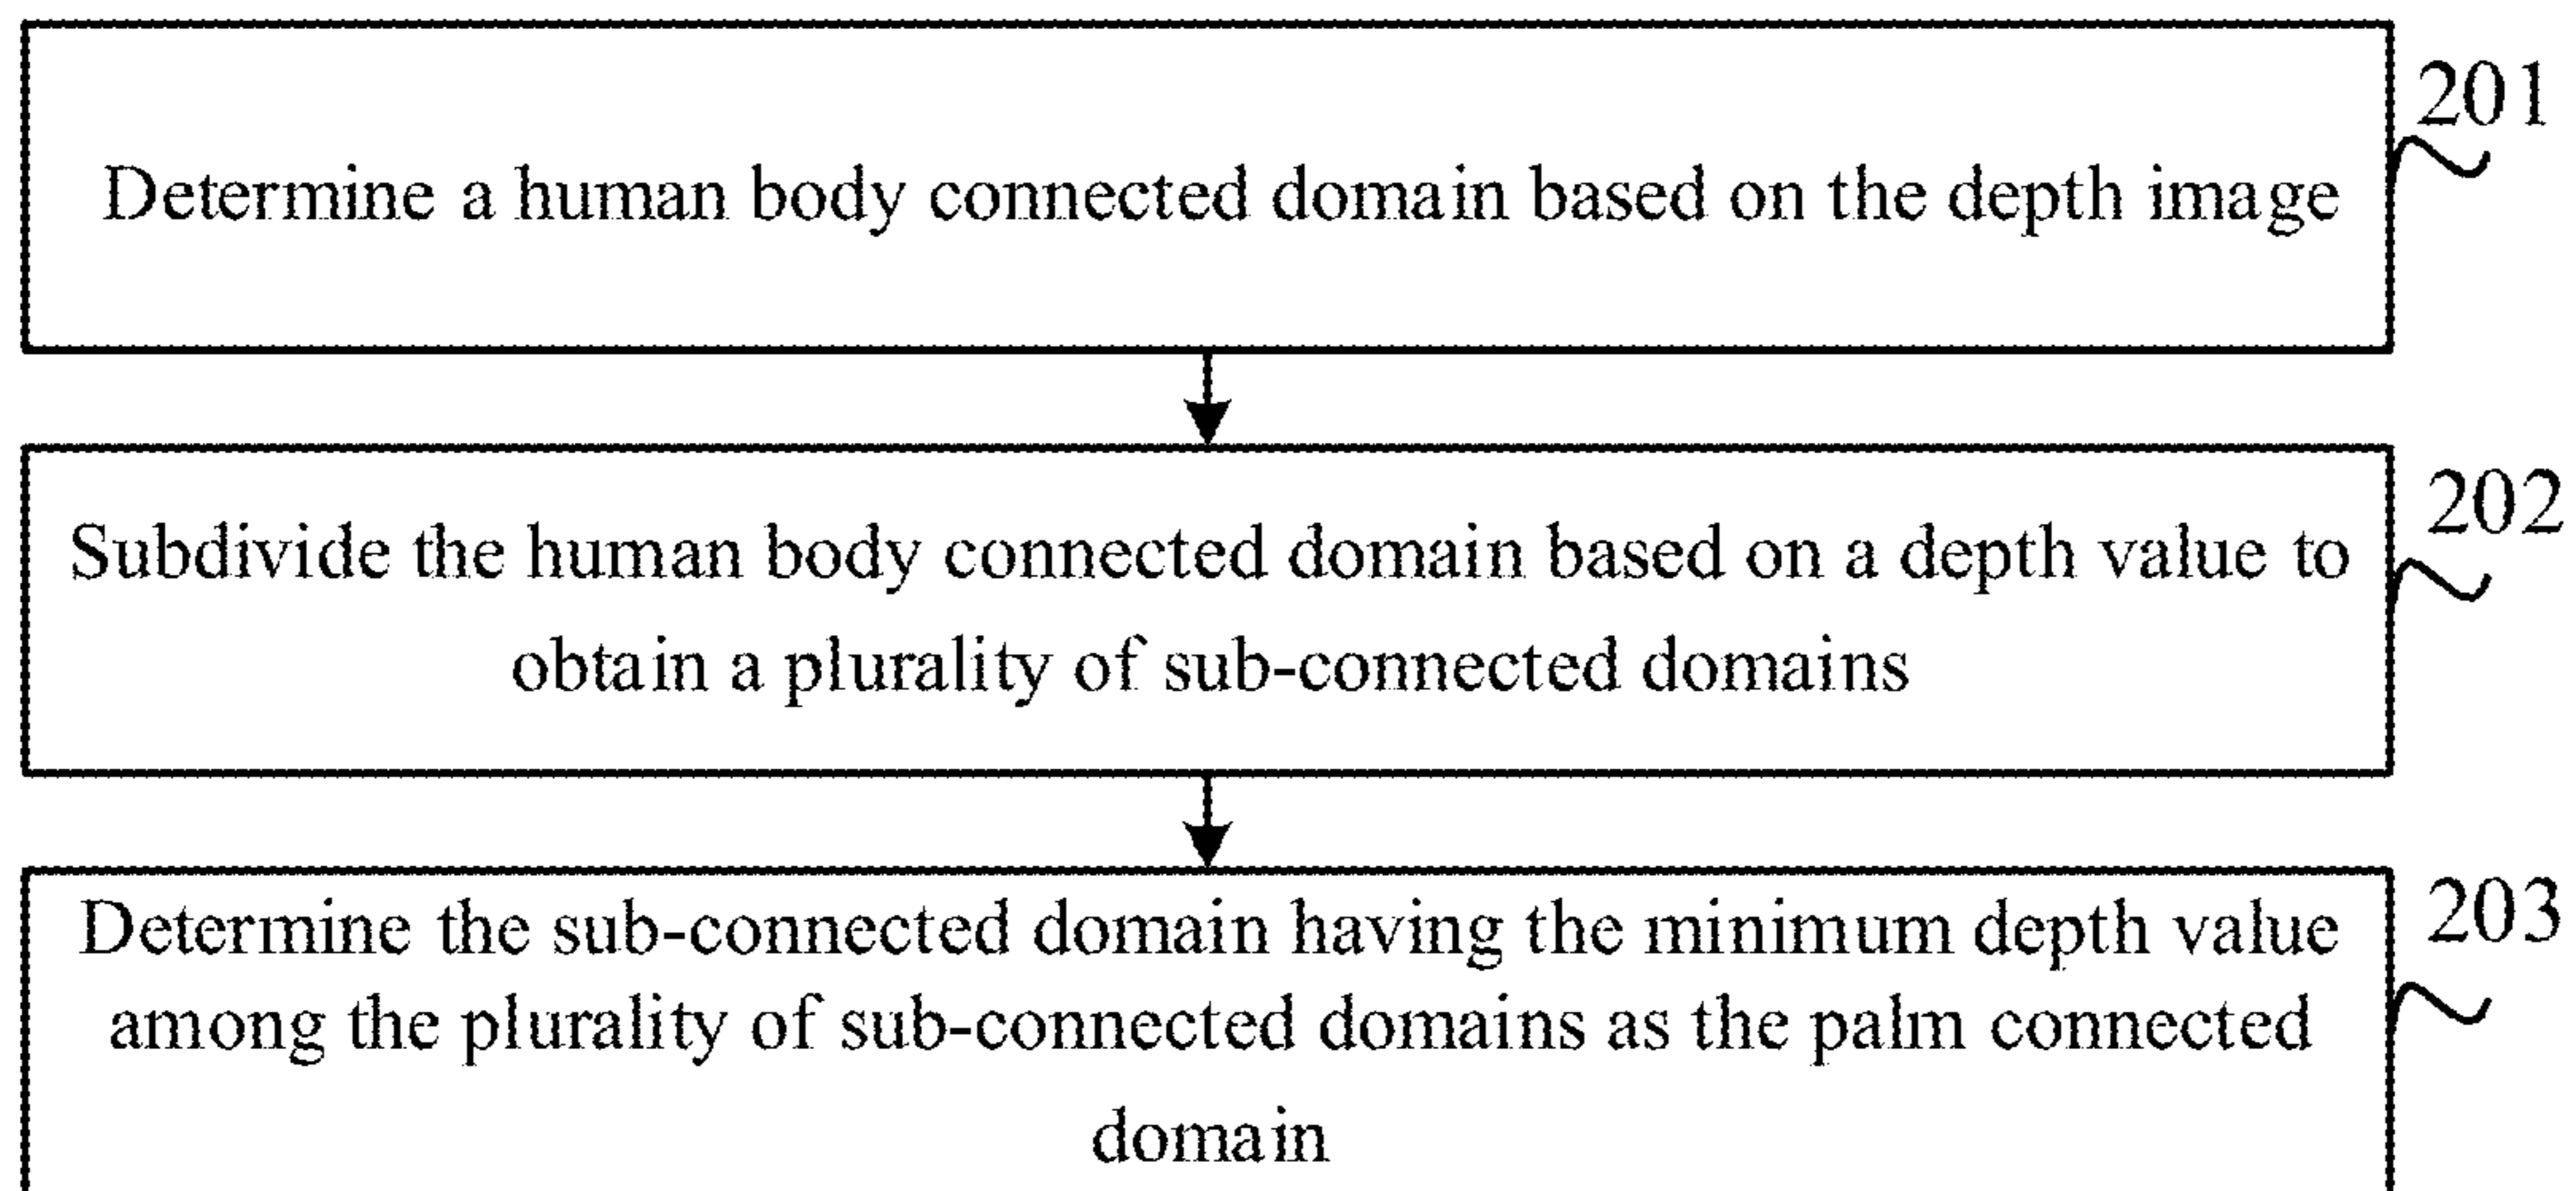 201
Determine a human body connected domain based on the depth image
202
Subdivide the human body connected domain based on a depth value to
obtain a plurality of sub-connected domains
203
Determine the sub-connected domain having the minimum depth value
among the plurality of sub-connected domains as the palm connected
domain